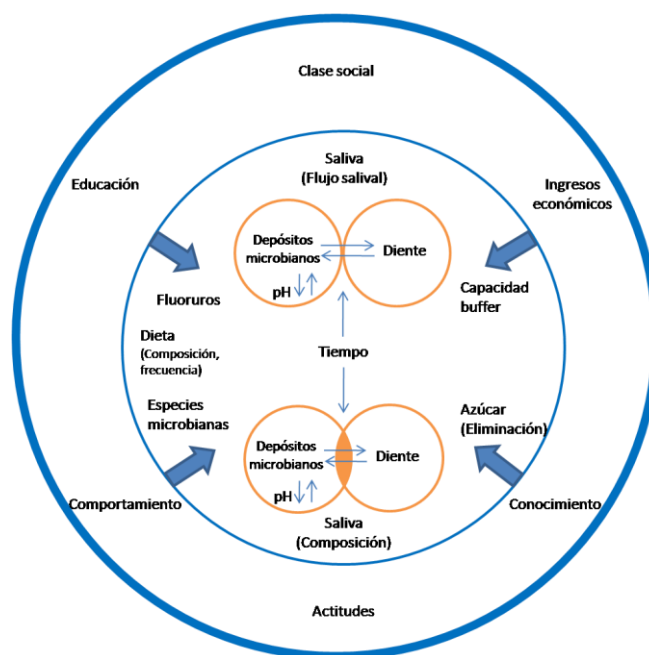 Clase social
Educación
Ingresos
económicos
Saliva
(Flujo salival)
Depósitos
microbianos
Diente
pH
Fluoruros
Capacidad
buffer
Dieta
(Composición,
frecuencia)
Tiempo
Especies
microbianas
Azúcar
(Eliminación)
Depósitos
microbianos
Diente
pH
Comportamiento
Saliva
(Composición)
Conocimiento
Actitudes